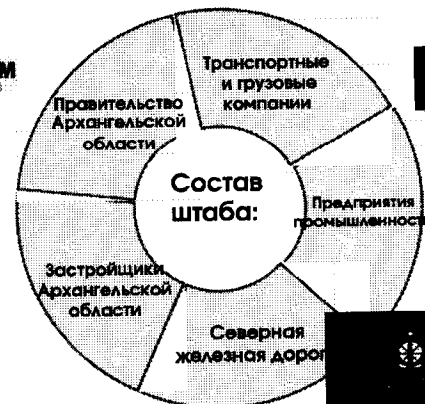 Транспортные
и грузовые
компании
Правительство
Архангельской
области
Состав
штаба:
Предприятия
промышленност
Застройщики
Архангельской
области
Северная
железная дорог